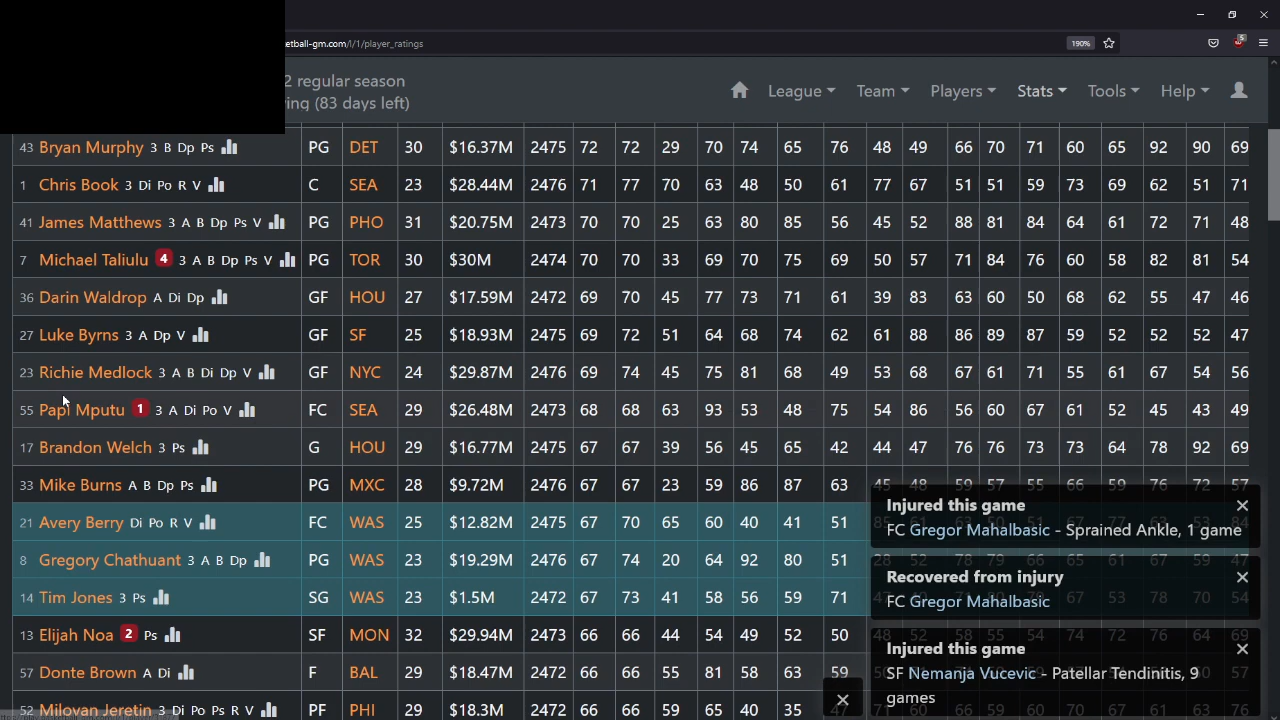 etball-gm.com/l/1/player_ratings 190% 5
2 regular season
ing (83 days left)
League Team Players Stats Tools Help
43 Bryan Murphy 3 B Dp Ps PG DET 30 $16.37M 2475 72 72 29 70 74 65 76 48 49 66 70 71 60 65 92 90 69
1 Chris Book 3 Di Po R V C SEA 23 $28.44M 2476 71 77 70 63 48 50 61 77 67 51 51 59 73 69 62 51 71
41 James Matthews 3 A B Dp Ps V PG PHO 31 $20.75M 2473 70 70 25 63 80 85 56 45 52 88 81 84 64 61 72 71 48
7 Michael Taliulu 4 3 A B Dp Ps V PG TOR 30 $30M 2474 70 70 33 69 70 75 69 50 57 71 84 76 60 58 82 81 54
36 Darin Waldrop A Di Dp GF HOU 27 $17.59M 2472 69 70 45 77 73 71 61 39 83 63 60 50 68 62 55 47 46
27 Luke Byrns 3 A Dp V GF SF 25 $18.93M 2475 69 72 51 64 68 74 62 61 88 86 89 87 59 52 52 52 47
23 Richie Medlock 3 A B Di Dp V GF NYC 24 $29.87M 2476 69 74 45 75 81 68 49 53 68 67 61 71 55 61 67 54 56
55 Papi Mputu 1 3 A Di Po V FC SEA 29 $26.48M 2473 68 68 63 93 53 48 75 54 86 56 60 67 61 52 45 43 49
17 Brandon Welch 3 Ps G HOU 29 $16.77M 2475 67 67 39 56 45 65 42 44 47 76 76 73 73 64 78 92 69
33 Mike Burns A B Dp Ps PG MXC 28 $9.72M 2476 67 67 23 59 86 87 63
21 Avery Berry Di Po R V FC WAS 25 $12.82M 2475 67 70 65 60 40 41 51
8 Gregory Chathuant 3 A B Dp PG WAS 23 $19.29M 2476 67 74 20 64 92 80 51
14 Tim Jones 3 Ps SG WAS 23 $1.5M 2472 67 73 41 58 56 59 71
13 Elijah Noa 2 Ps SF MON 32 $29.94M 2473 66 66 44 54 49 52 50
57 Donte Brown A Di F BAL 29 $18.47M 2472 66 66 55 81 58 63 59
52 Milovan Jeretin 3 Di Po Ps R V PF PHI 29 $18.3M 2472 66 66 60 40 35
Injured this game
FC Gregor Mahalbasic - Sprained Ankle, 1 game
Recovered from injury
FC Gregor Mahalbasic
Injured this game
SF Nemanja Vucevic - Patellar Tendinitis, 9
games